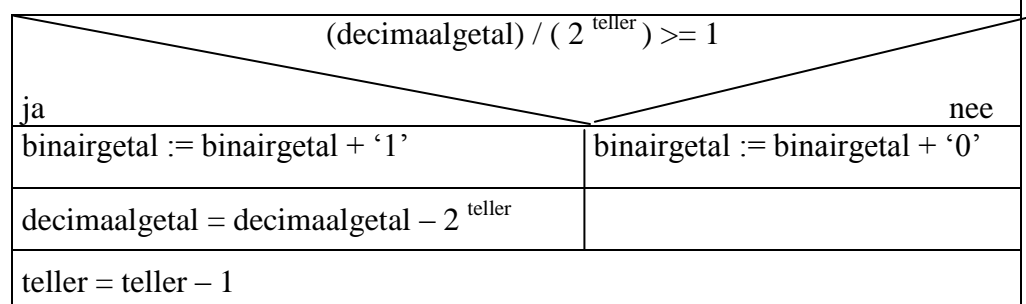 (decimaalgetal) / ( 2 ^teller ) >= 1
ja nee
binairgetal := binairgetal + ‘1’ binairgetal := binairgetal + ‘0’
decimaalgetal = decimaalgetal – 2 ^teller
teller = teller – 1